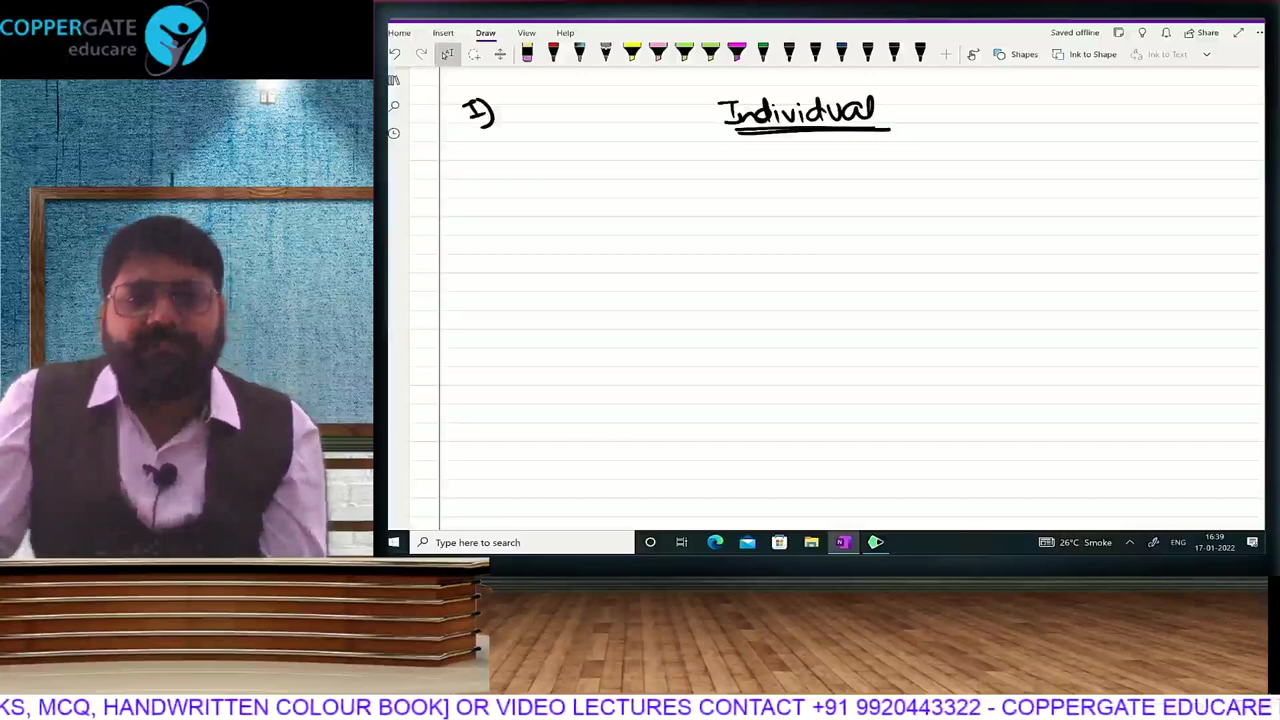 COPPERGATE
educare
Home Insert Draw View Help
Saved offline
Share
Shapes
Ink to Shape
Ink to Text
I) Individual
Type here to search
26°C Smoke
ENG
16:39
17-01-2022
KS, MCQ, HANDWRITTEN COLOUR BOOK] OR VIDEO LECTURES CONTACT +91 9920443322 - COPPERGATE EDUCARE